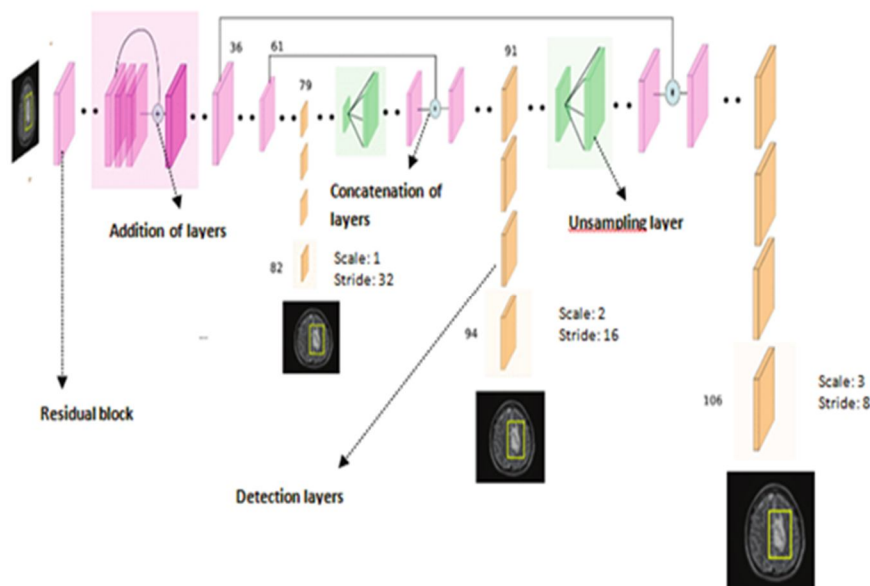 36
61
91
79
Addition of layers
Concatenation of
layers
Unsampling layer
82
Scale: 1
Stride: 32
94
Scale: 2
Stride: 16
Residual block
106
Scale: 3
Stride: 8
Detection layers